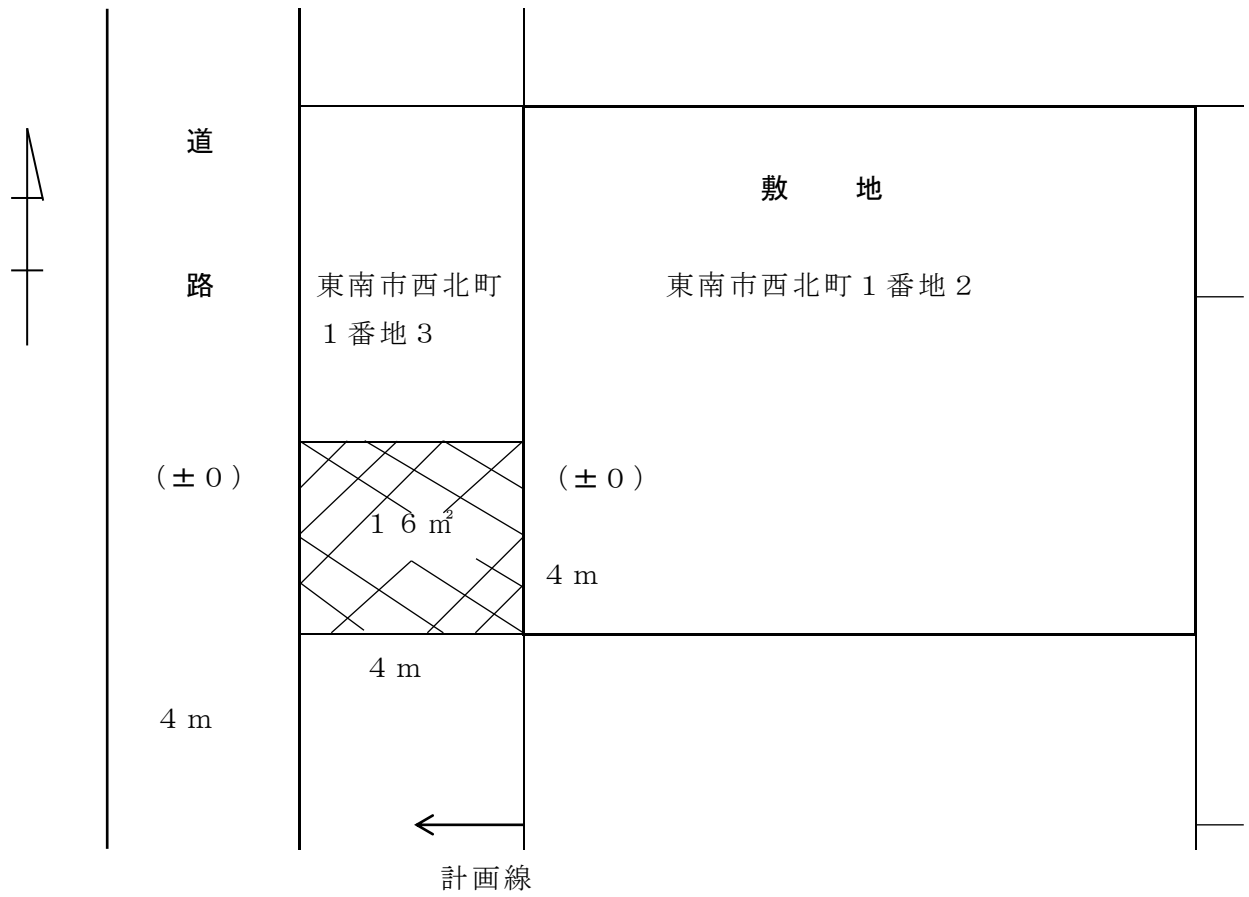 道
路
敷　　地
東南市西北町
１番地３
東南市西北町１番地２
（±０）
（±０）
１６㎡
４ｍ
４ｍ
４ｍ
計画線